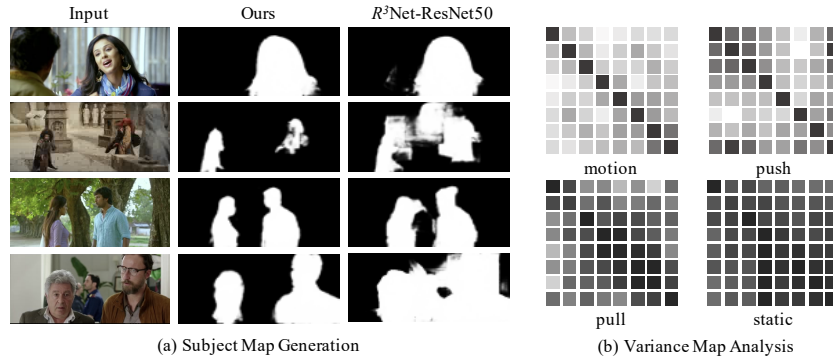 Input Ours R³Net-ResNet50
motion push
pull static
(a) Subject Map Generation (b) Variance Map Analysis